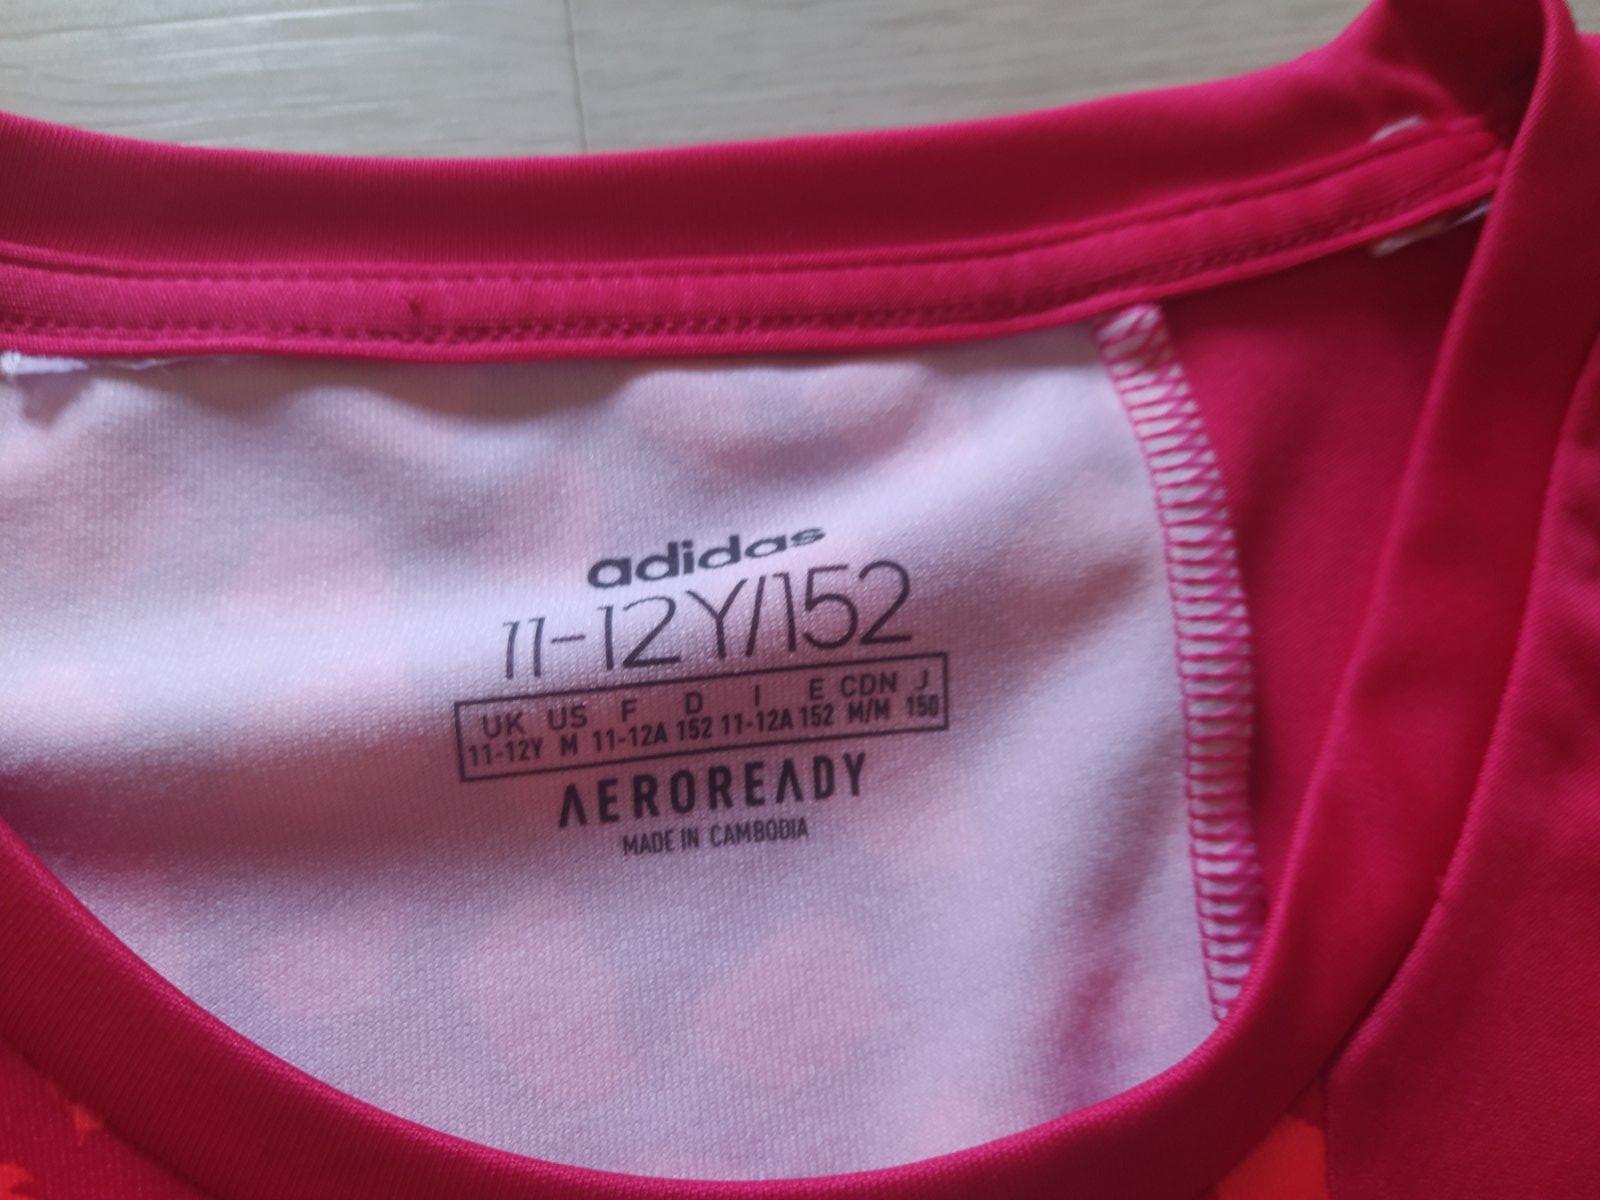 adidas
11-12Y/152
UK US F D I E CDN J
11-12Y M 11-12A 152 11-12A 152 M/M 150
AEROREADY
MADE IN CAMBODIA